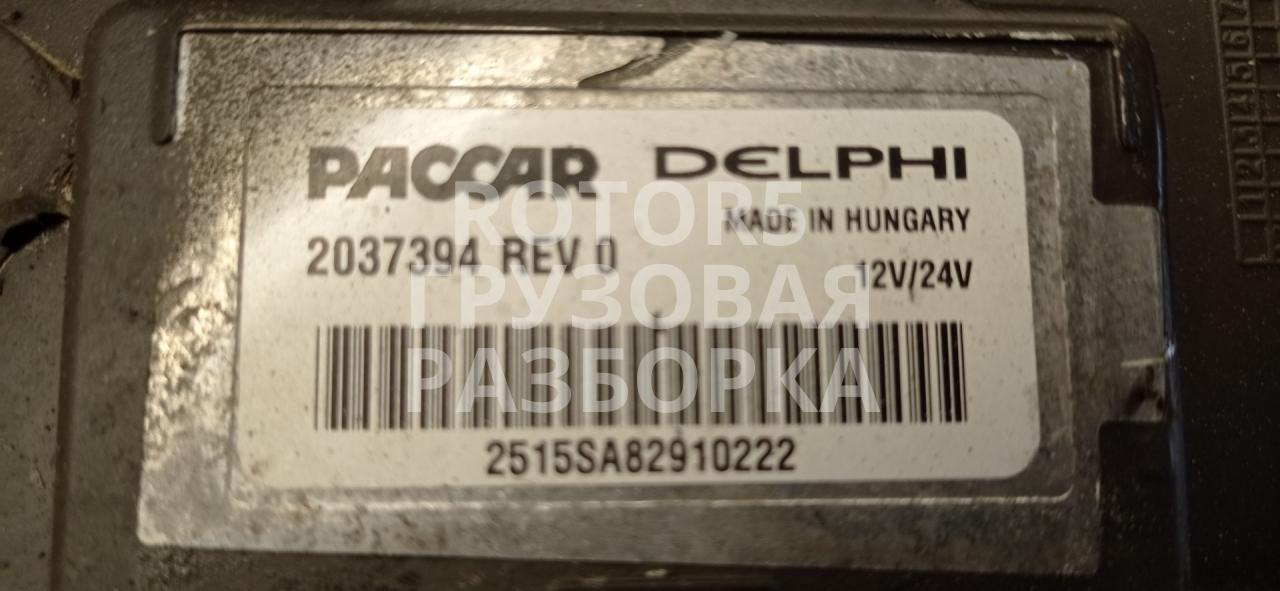 PACCAR DELPHI
MADE IN HUNGARY
2037394 REV 0
12V/24V
2515SA82910222
ROTOR5
ГРУЗОВАЯ
РАЗБОРКА